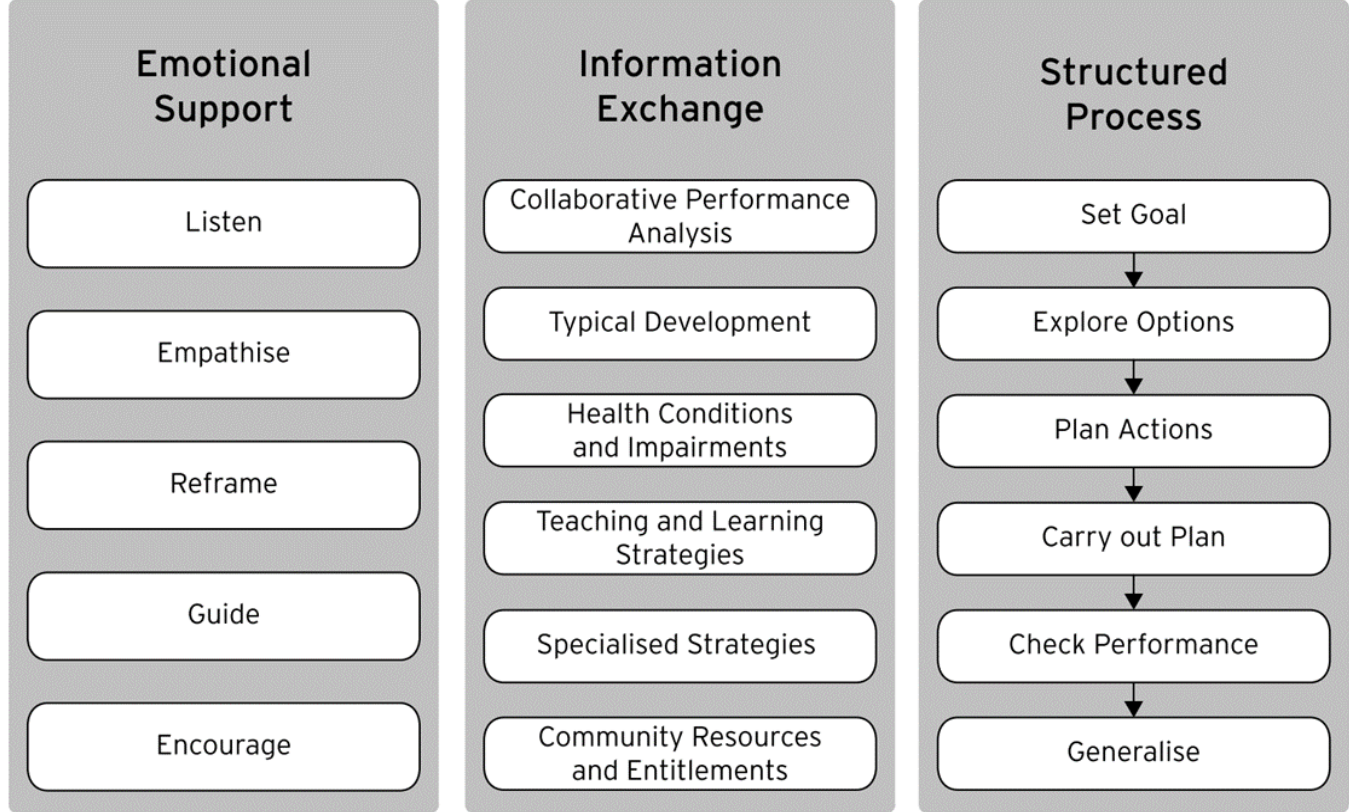 Emotional
Support
Listen
Empathise
Reframe
Guide
Encourage
Information
Exchange
Collaborative Performance
Analysis
Typical Development
Health Conditions
and Impairments
Teaching and Learning
Strategies
Specialised Strategies
Community Resources
and Entitlements
Structured
Process
Set Goal
Explore Options
Plan Actions
Carry out Plan
Check Performance
Generalise